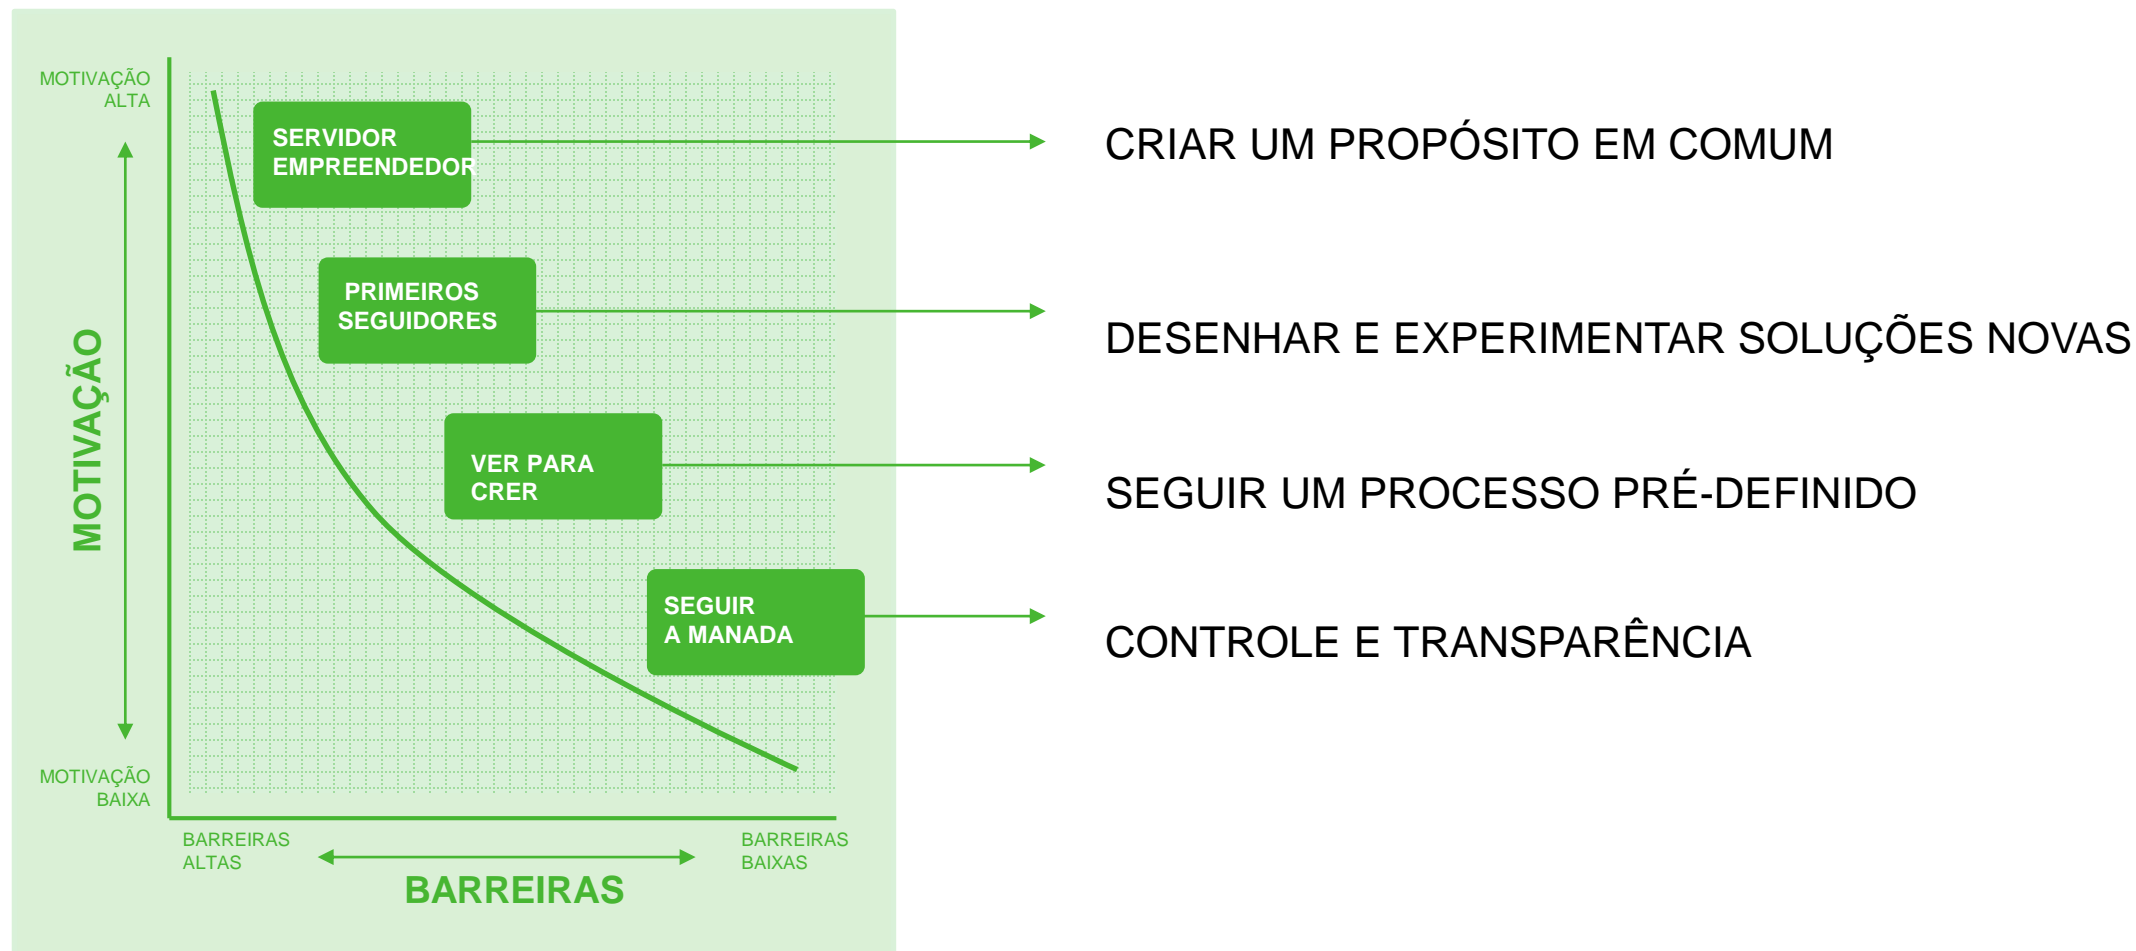 MOTIVAÇÃO
ALTA
SERVIDOR
EMPREENDEDOR
CRIAR UM PROPÓSITO EM COMUM
PRIMEIROS
SEGUIDORES
DESENHAR E EXPERIMENTAR SOLUÇÕES NOVAS
MOTIVAÇÃO
VER PARA
CRER
SEGUIR UM PROCESSO PRÉ-DEFINIDO
SEGUIR
A MANADA
CONTROLE E TRANSPARÊNCIA
MOTIVAÇÃO
BAIXA
BARREIRAS
ALTAS
BARREIRAS
BAIXAS
BARREIRAS